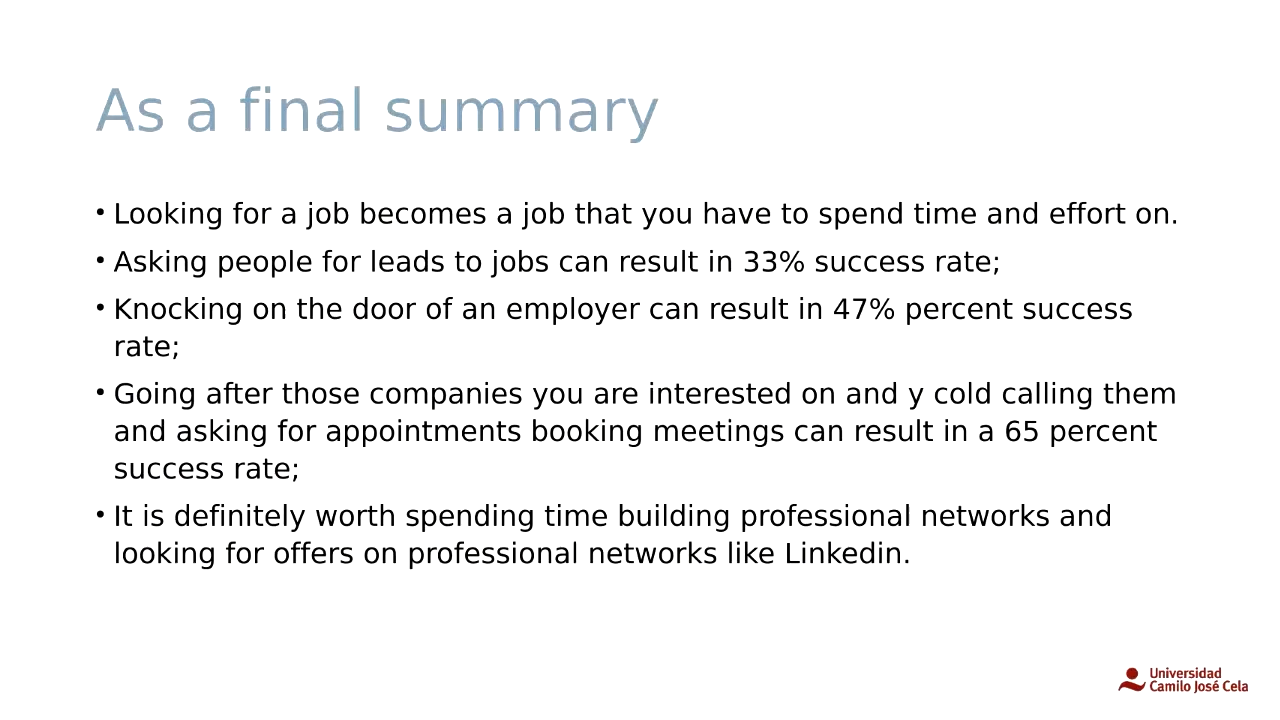 As a final summary
• Looking for a job becomes a job that you have to spend time and effort on.
• Asking people for leads to jobs can result in 33% success rate;
• Knocking on the door of an employer can result in 47% percent success
rate;
• Going after those companies you are interested on and y cold calling them
and asking for appointments booking meetings can result in a 65 percent
success rate;
• It is definitely worth spending time building professional networks and
looking for offers on professional networks like Linkedin.
Universidad
Camilo José Cela